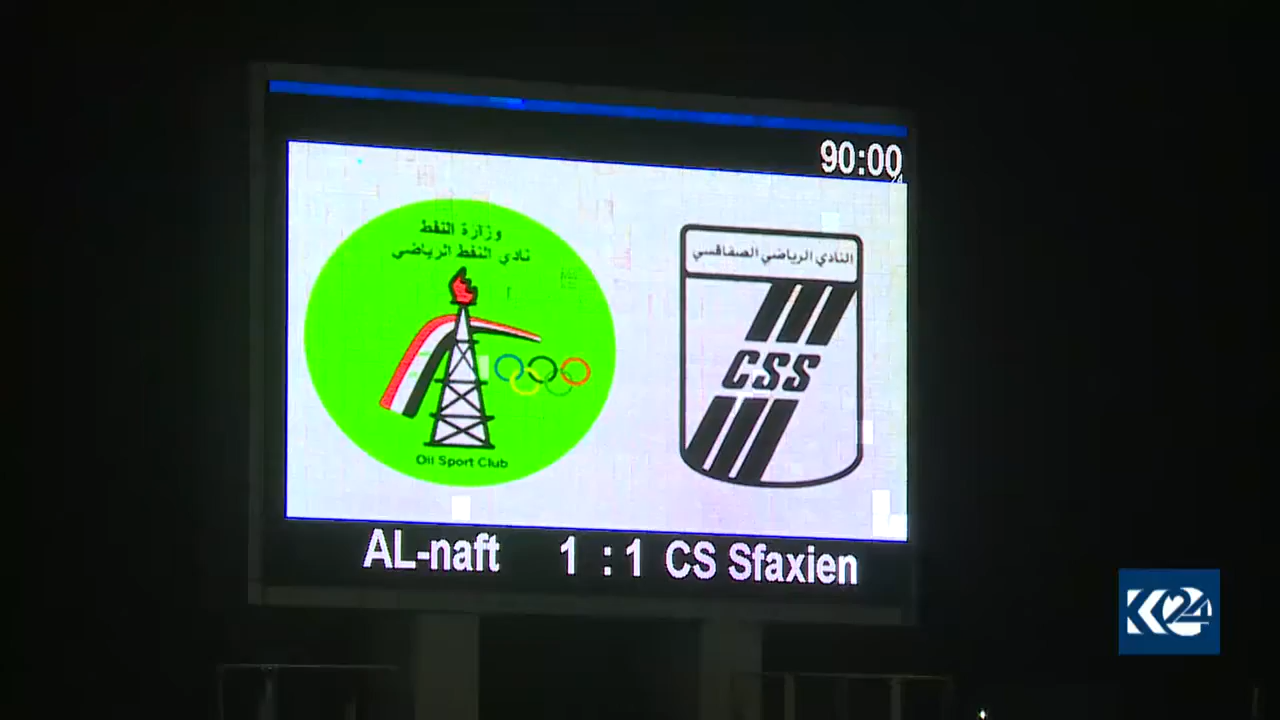 90:00
وزارة النفط
نادي النفط الرياضي
Oil Sport Club
النادي الرياضي الصفاقسي
CSS
AL-naft 1 : 1 CS Sfaxien
K24